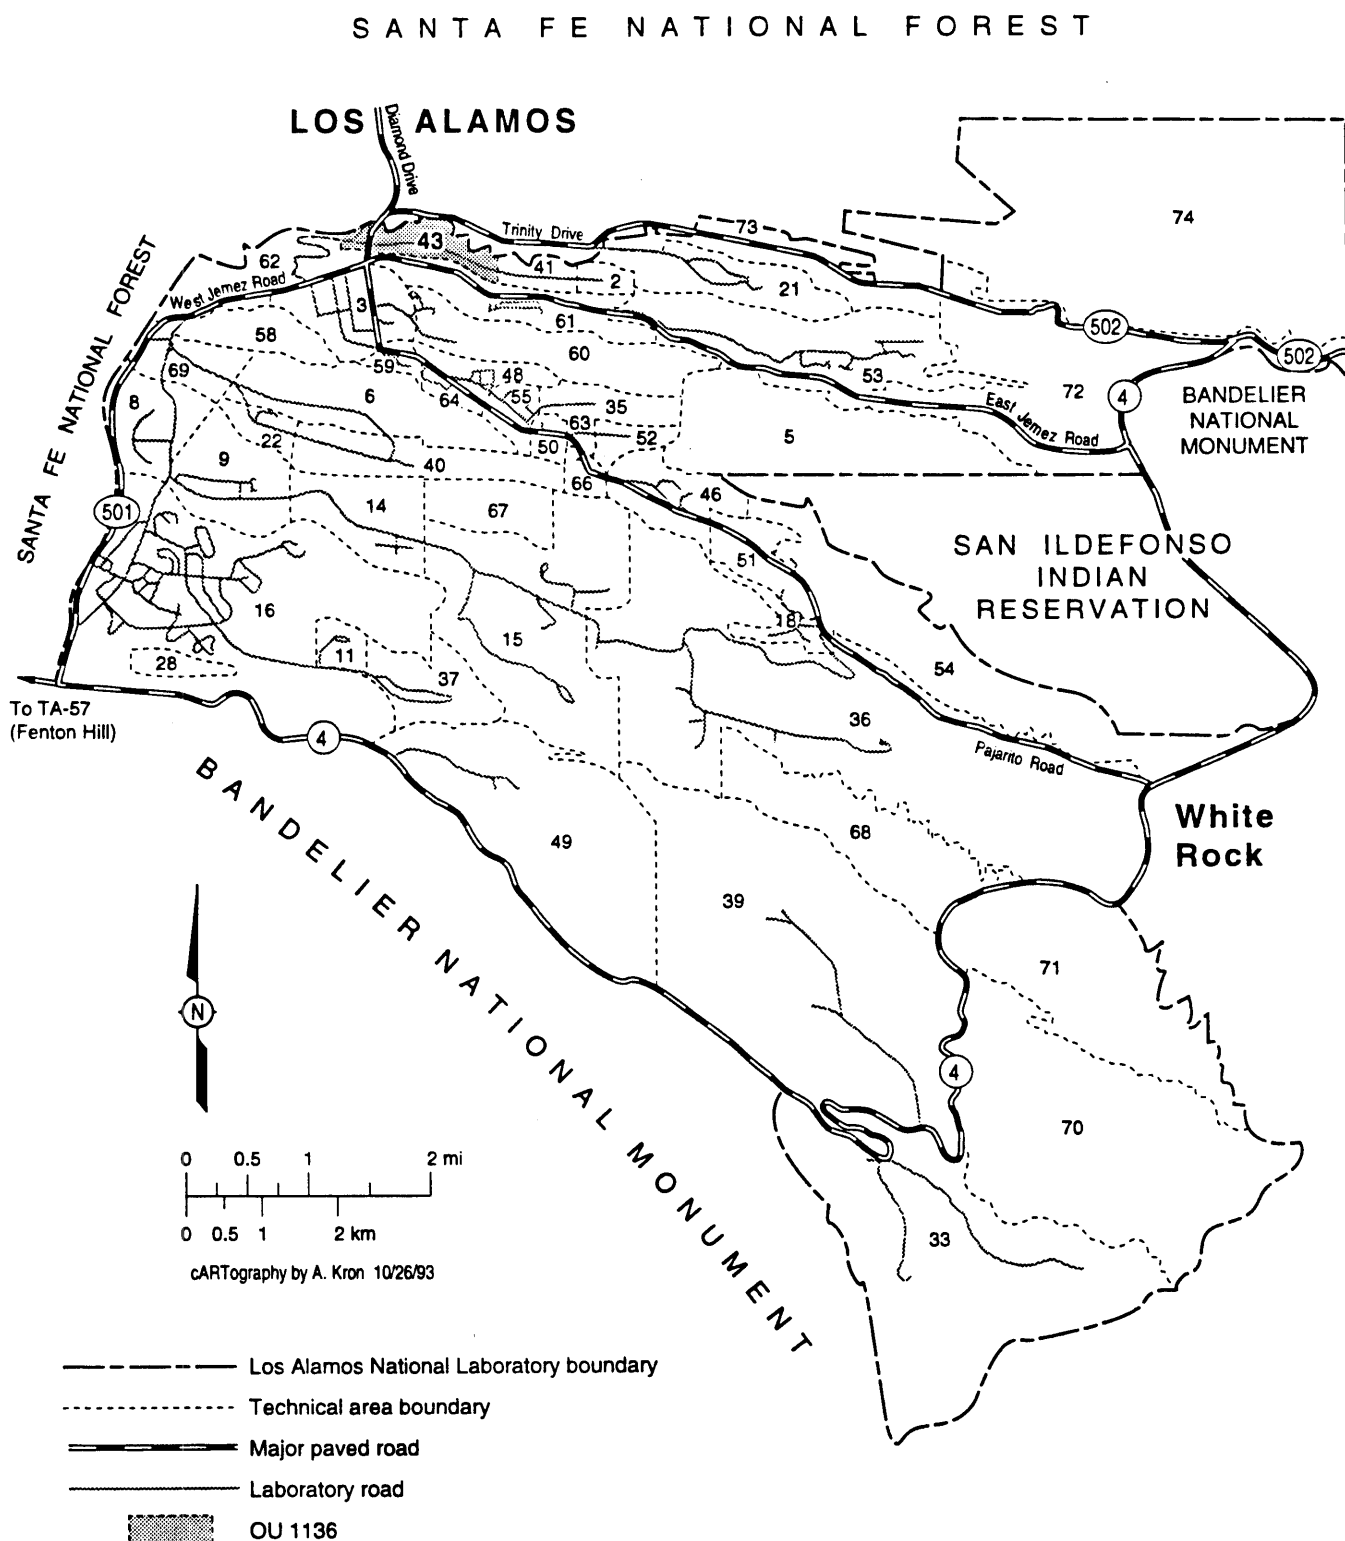 SANTA FE NATIONAL FOREST
LOS ALAMOS
Diamond Drive
74
73
Trinity Drive
43
62
41
2
21
West Jemez Road
SANTA FE NATIONAL FOREST
3
61
502
58
60
502
59
48
53
72
69
6
64
55
35
4
BANDELIER
NATIONAL
MONUMENT
8
63
East Jemez Road
22
50
52
5
9
40
66
46
501
14
67
SAN ILDEFONSO
INDIAN
RESERVATION
51
16
18
15
28
11
37
54
To TA-57
(Fenton Hill)
4
36
Pajarito Road
BANDELIER NATIONAL MONUMENT
White
Rock
49
68
39
71
N
4
70
33
0 0.5 1 2 mi
0 0.5 1 2 km
cARTography by A. Kron 10/26/93
Los Alamos National Laboratory boundary
Technical area boundary
Major paved road
Laboratory road
OU 1136